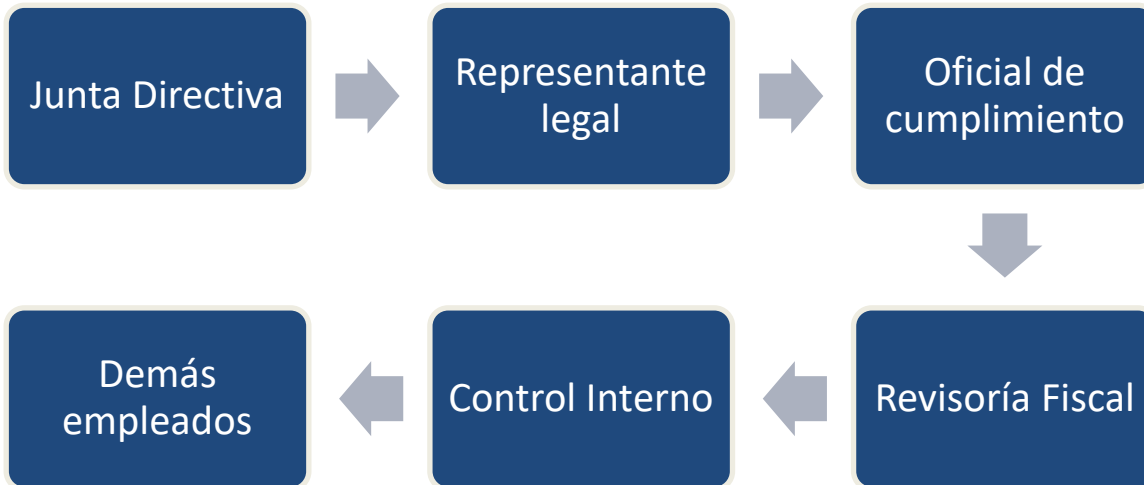 Junta Directiva
Representante
legal
Oficial de
cumplimiento
Revisoría Fiscal
Control Interno
Demás
empleados